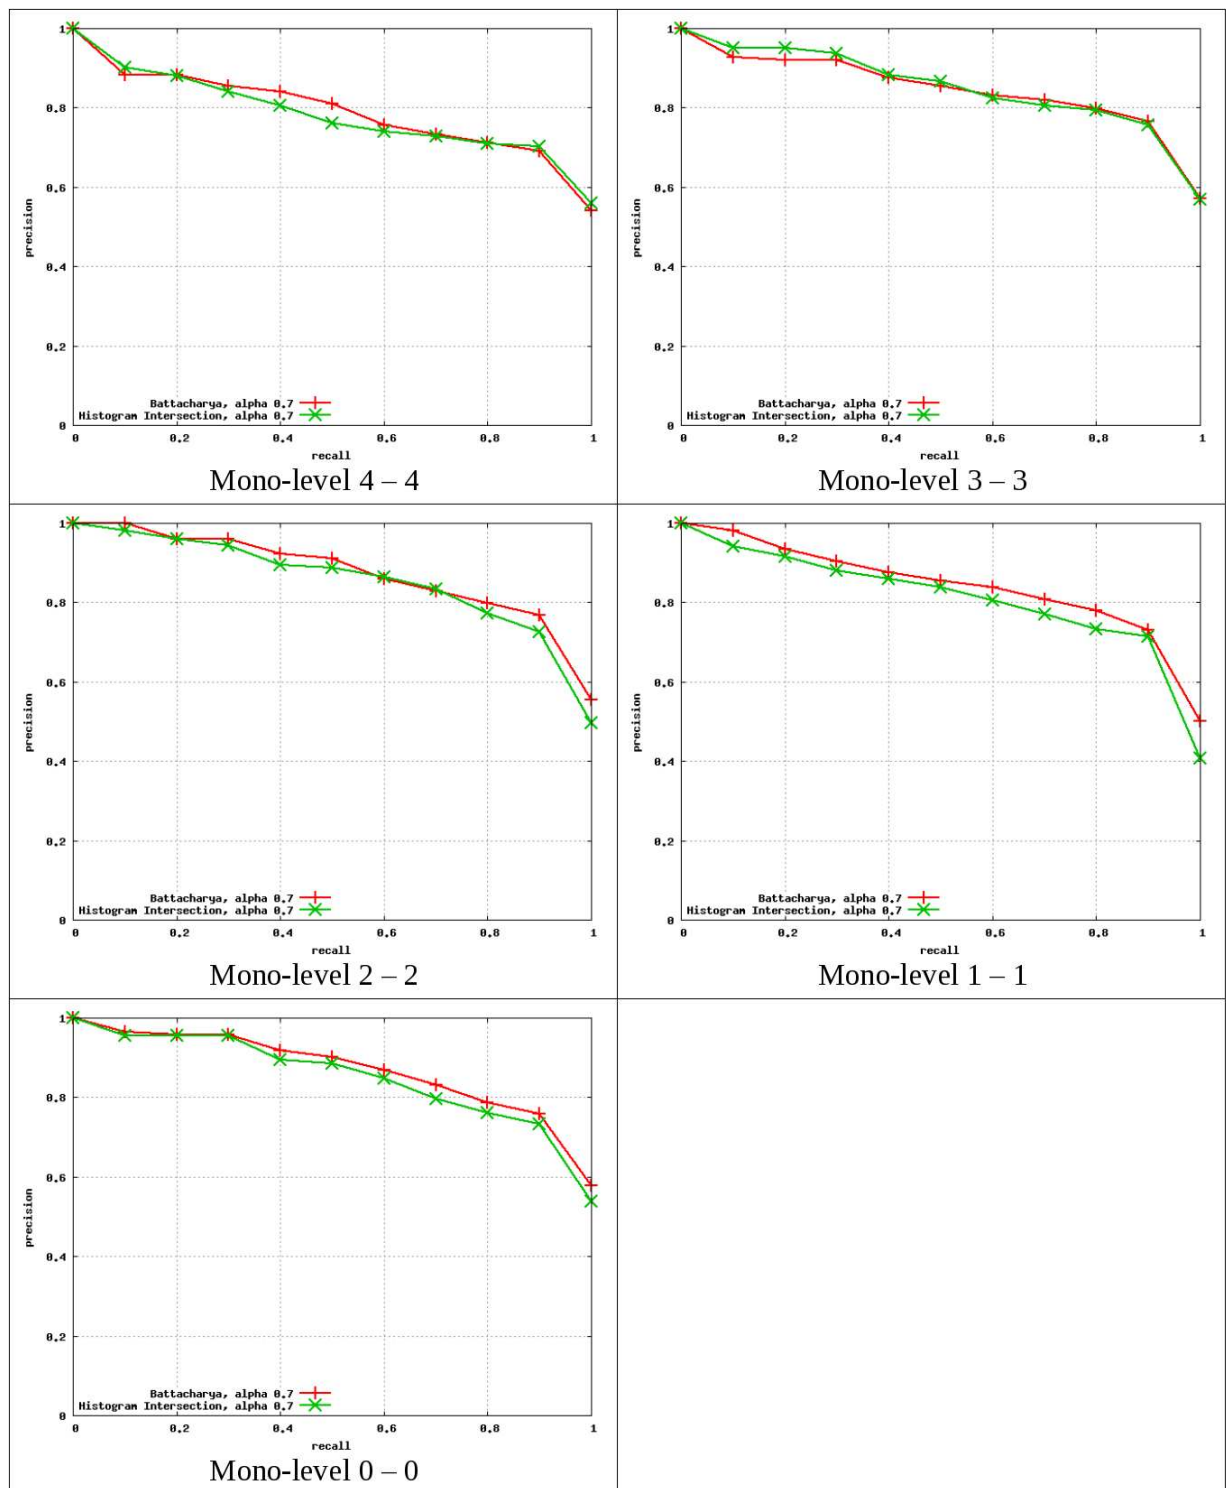 1
0.8
0.6
0.4
0.2
0
precision
Battacharya, alpha 0.7
Histogram Intersection, alpha 0.7
0 0.2 0.4 0.6 0.8 1
recall
Mono-level 4 – 4
1
0.8
0.6
0.4
0.2
0
precision
Battacharya, alpha 0.7
Histogram Intersection, alpha 0.7
0 0.2 0.4 0.6 0.8 1
recall
Mono-level 3 – 3
1
0.8
0.6
0.4
0.2
0
precision
Battacharya, alpha 0.7
Histogram Intersection, alpha 0.7
0 0.2 0.4 0.6 0.8 1
recall
Mono-level 2 – 2
1
0.8
0.6
0.4
0.2
0
precision
Battacharya, alpha 0.7
Histogram Intersection, alpha 0.7
0 0.2 0.4 0.6 0.8 1
recall
Mono-level 1 – 1
1
0.8
0.6
0.4
0.2
0
precision
Battacharya, alpha 0.7
Histogram Intersection, alpha 0.7
0 0.2 0.4 0.6 0.8 1
recall
Mono-level 0 – 0